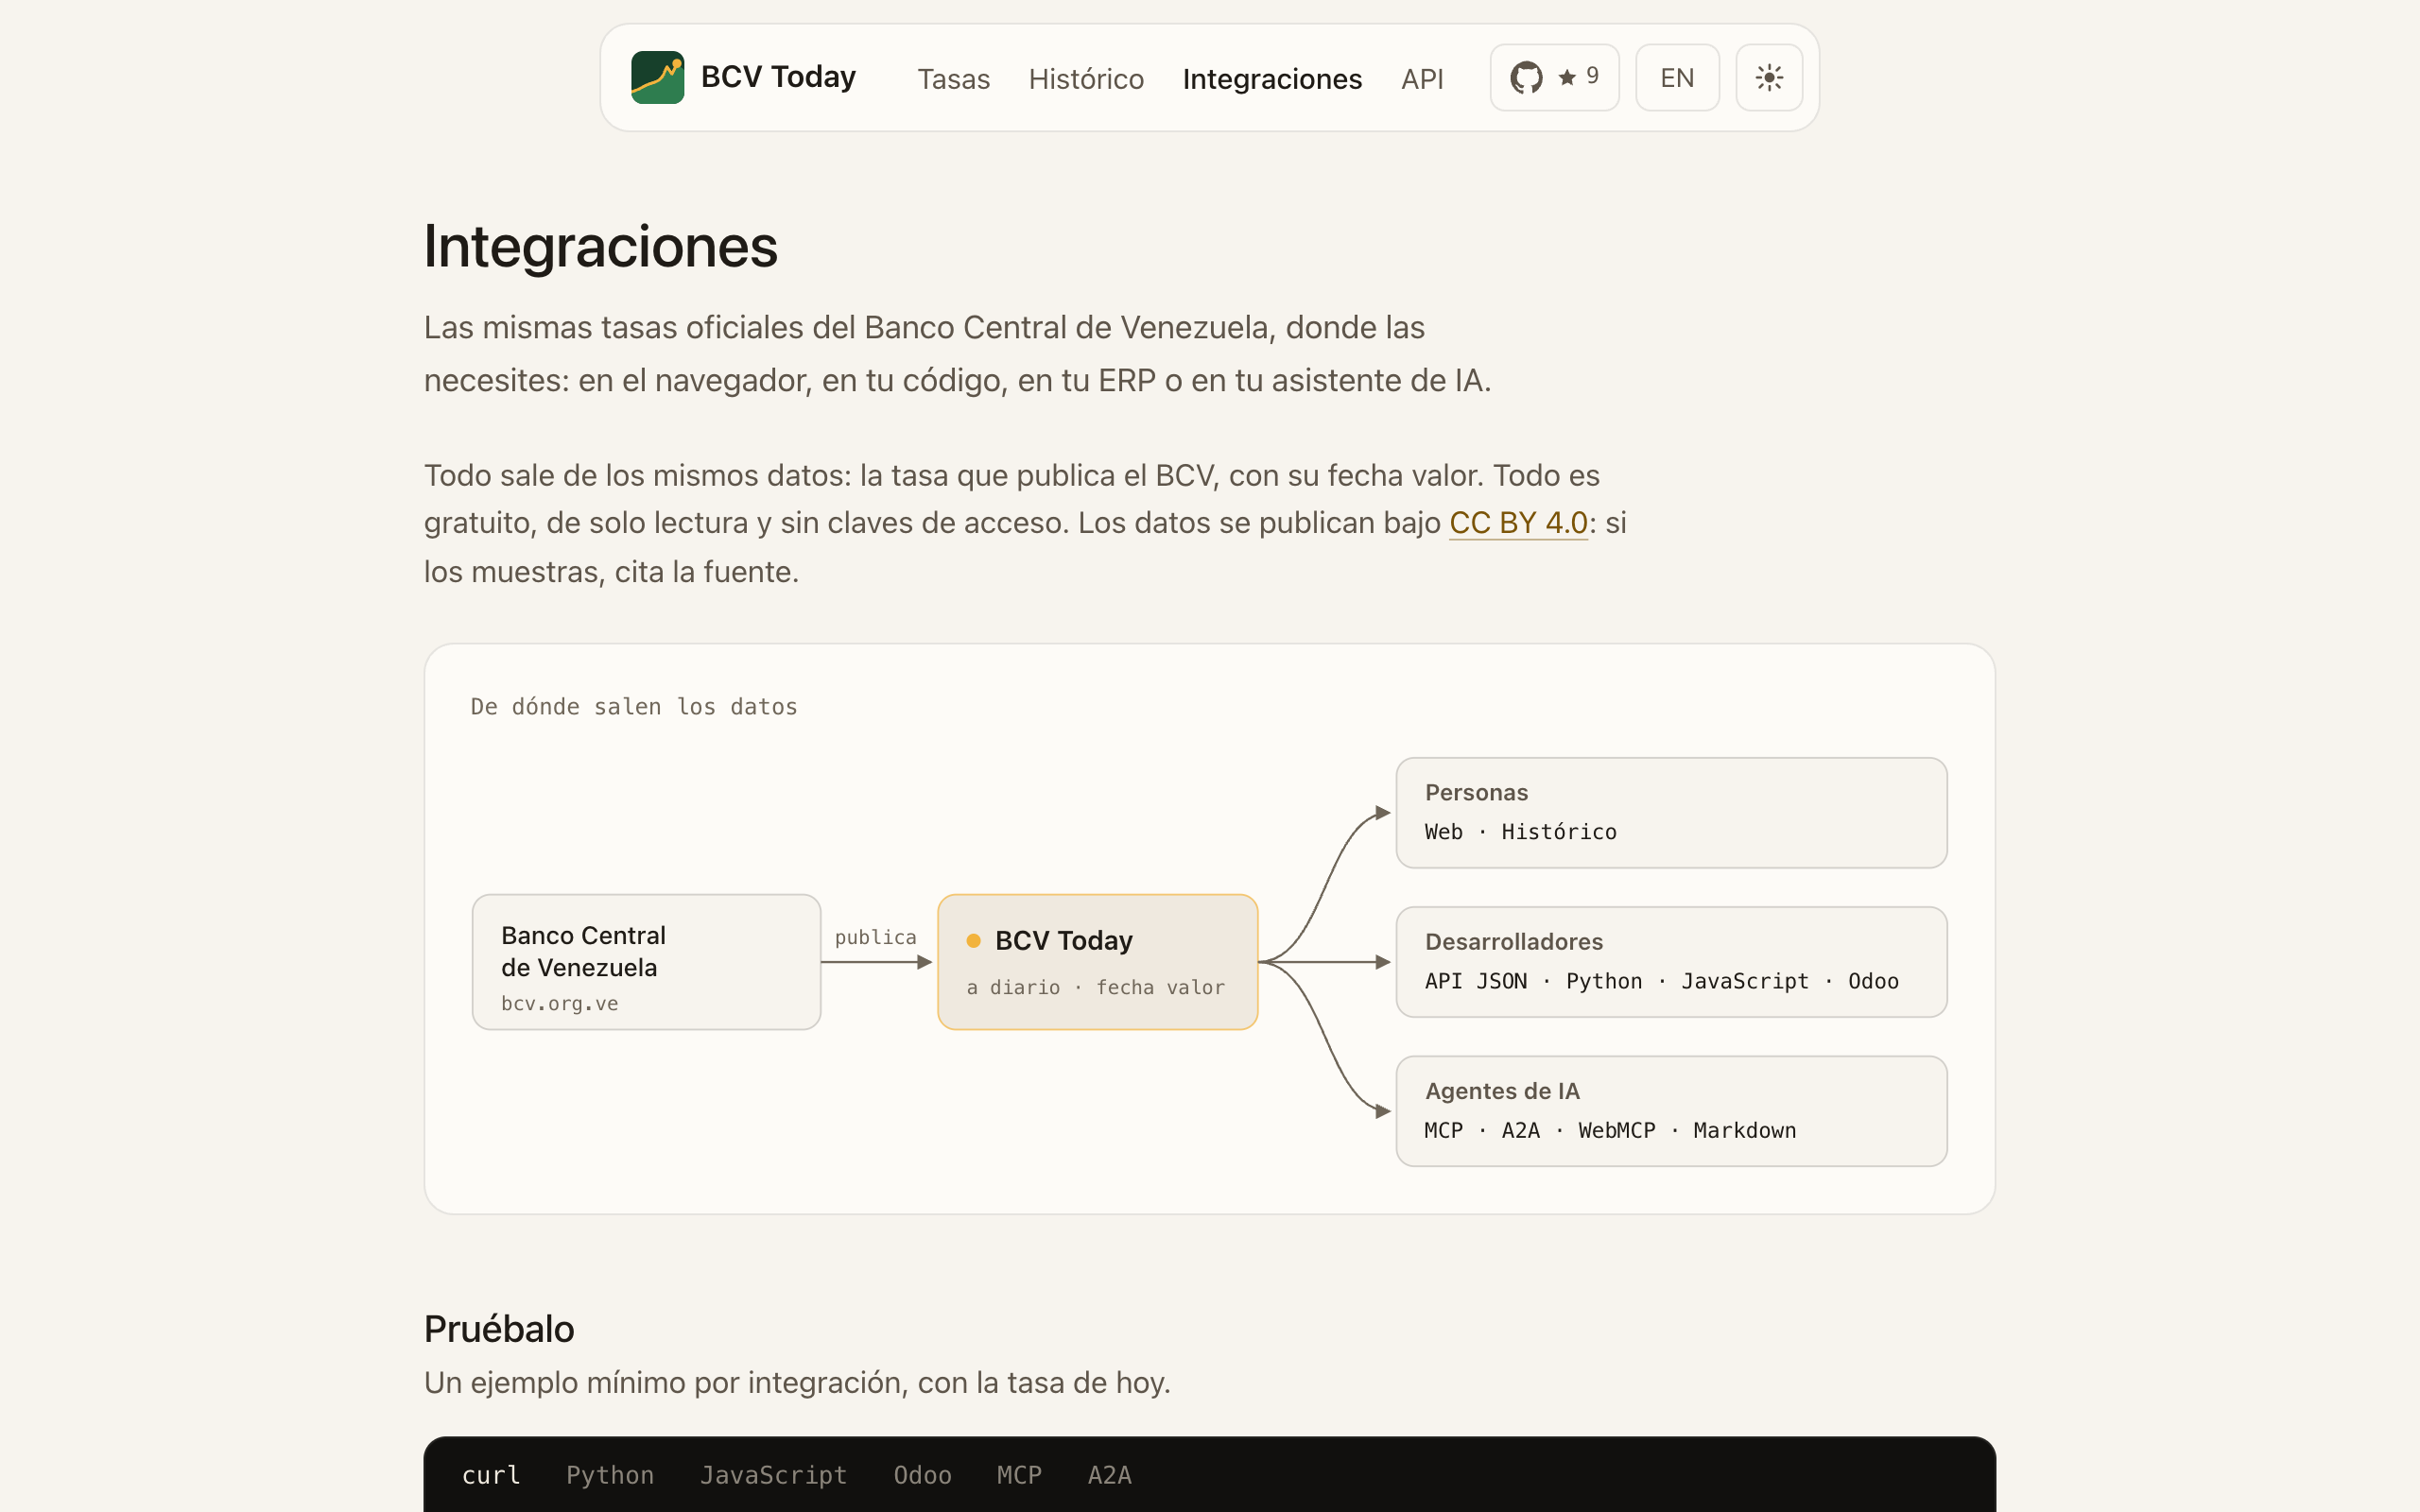 BCV Today
Tasas
Histórico
Integraciones
API
9
EN
Integraciones
Las mismas tasas oficiales del Banco Central de Venezuela, donde las
necesites: en el navegador, en tu código, en tu ERP o en tu asistente de IA.
Todo sale de los mismos datos: la tasa que publica el BCV, con su fecha valor. Todo es
gratuito, de solo lectura y sin claves de acceso. Los datos se publican bajo CC BY 4.0: si
los muestras, cita la fuente.
De dónde salen los datos
Banco Central
de Venezuela
bcv.org.ve
publica
BCV Today
a diario · fecha valor
Personas
Web · Histórico
Desarrolladores
API JSON · Python · JavaScript · Odoo
Agentes de IA
MCP · A2A · WebMCP · Markdown
Pruébalo
Un ejemplo mínimo por integración, con la tasa de hoy.
curl
Python
JavaScript
Odoo
MCP
A2A